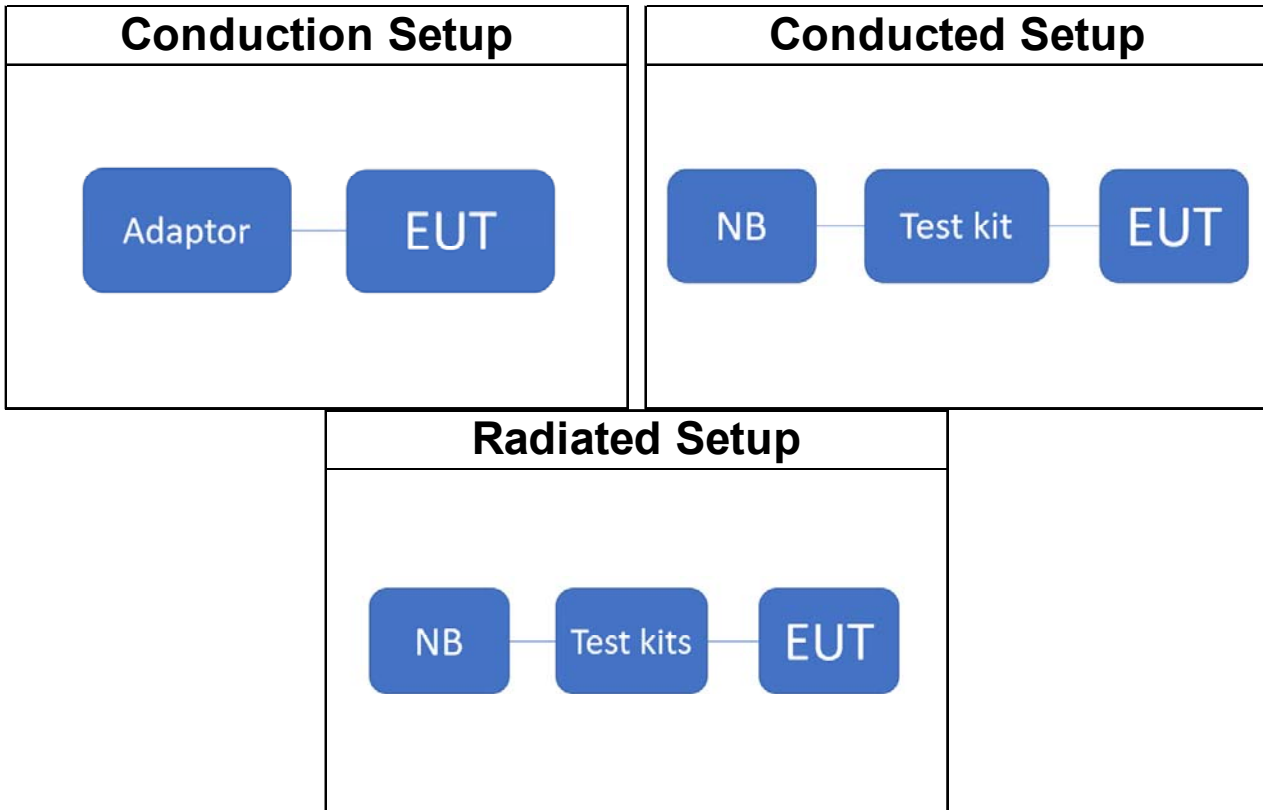 Conduction Setup
Adaptor
EUT
Conducted Setup
NB
Test kit
EUT
Radiated Setup
NB
Test kits
EUT